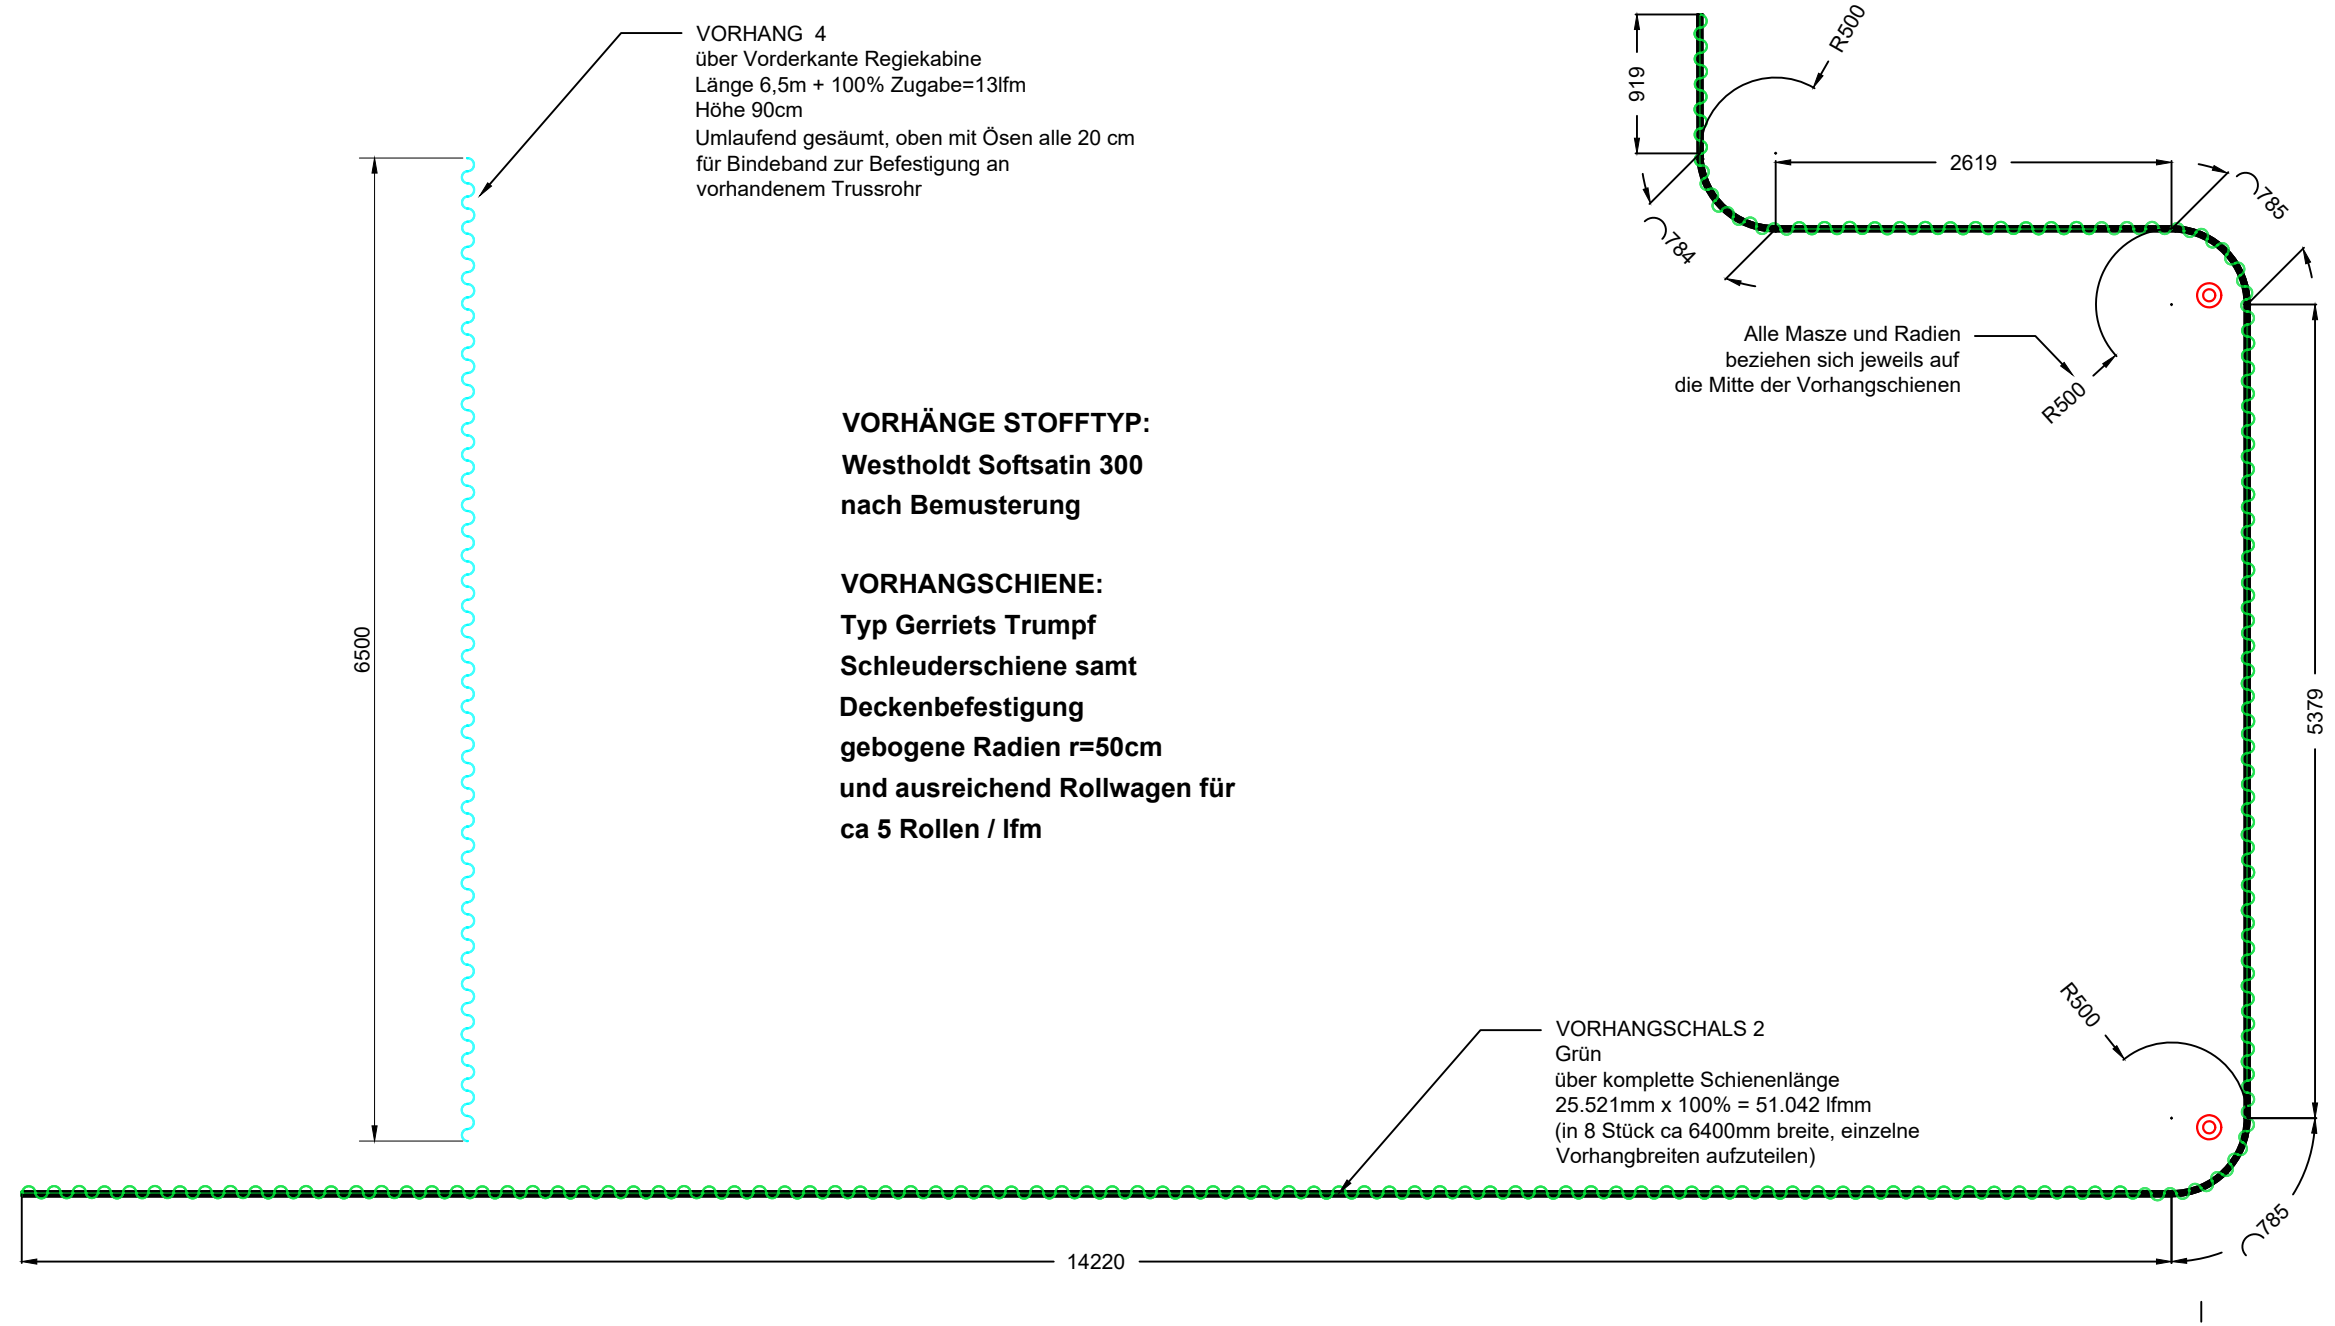 VORHANG  4
über Vorderkante Regiekabine
Länge 6,5m + 100% Zugabe=13lfm
Höhe 90cm
Umlaufend gesäumt, oben mit Ösen alle 20 cm
für Bindeband zur Befestigung an
vorhandenem Trussrohr
R500
919
2619
785
784
Alle Masze und Radien
beziehen sich jeweils auf
die Mitte der Vorhangschienen
R500
VORHÄNGE STOFFTYP:
Westholdt Softsatin 300
nach Bemusterung
VORHANGSCHIENE:
Typ Gerriets Trumpf
Schleuderschiene samt
Deckenbefestigung
gebogene Radien r=50cm
und ausreichend Rollwagen für
ca 5 Rollen / lfm
6500
5379
R500
VORHANGSCHALS 2
Grün
über komplette Schienenlänge
25.521mm x 100% = 51.042 lfmm
(in 8 Stück ca 6400mm breite, einzelne
Vorhangbreiten aufzuteilen)
785
14220